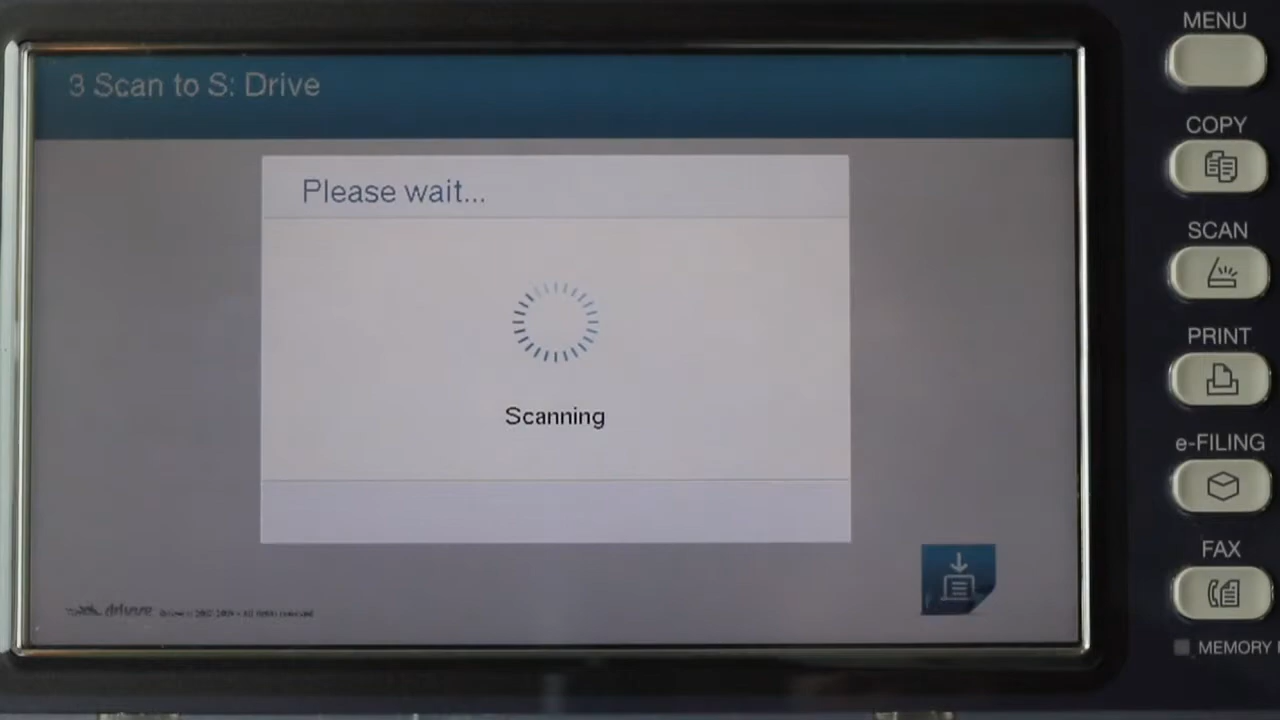 3 Scan to S: Drive
Please wait...
Scanning
MENU
COPY
SCAN
PRINT
e-FILING
FAX
MEMORY